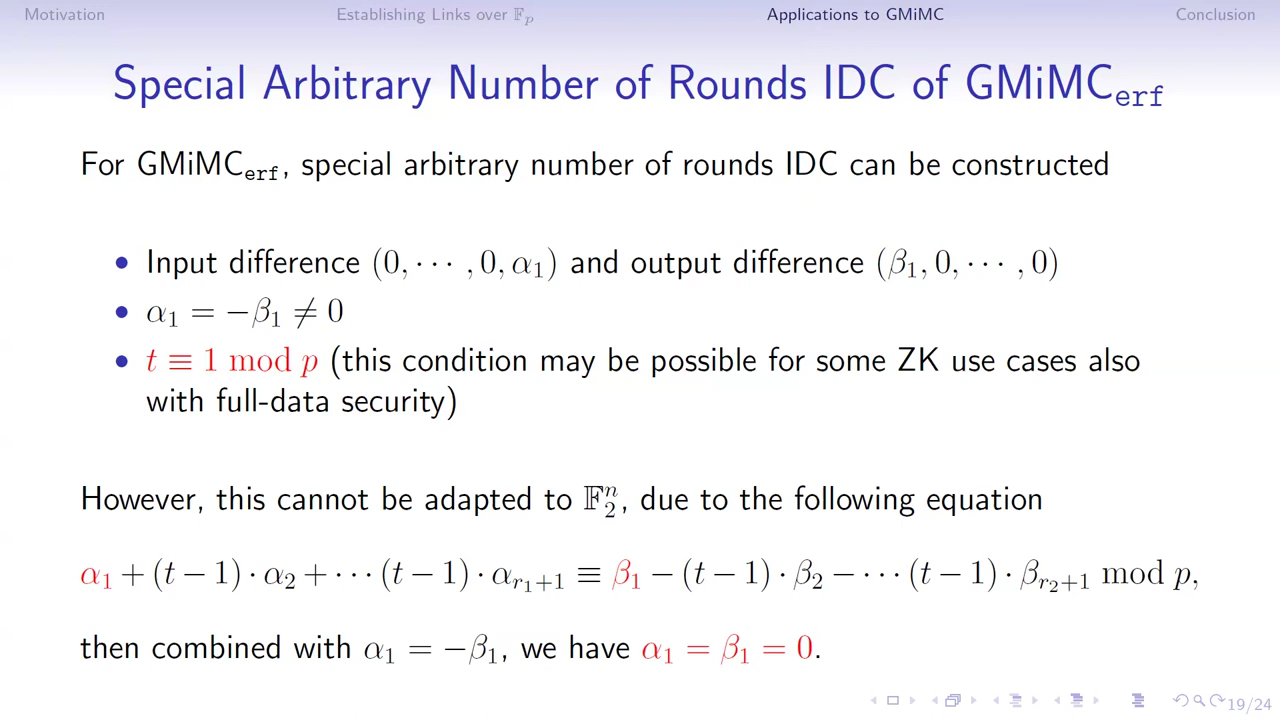 Motivation Establishing Links over 𝔽ₚ Applications to GMiMC Conclusion
Special Arbitrary Number of Rounds IDC of GMiMC_erf
For GMiMC_erf, special arbitrary number of rounds IDC can be constructed
• Input difference (0, ⋯ , 0, α₁) and output difference (β₁, 0, ⋯ , 0)
• α₁ = −β₁ ≠ 0
• t ≡ 1 mod p (this condition may be possible for some ZK use cases also
with full-data security)
However, this cannot be adapted to 𝔽₂ⁿ, due to the following equation
α₁ + (t − 1) · α₂ + ⋯ (t − 1) · α_{r₁+1} ≡ β₁ − (t − 1) · β₂ − ⋯ (t − 1) · β_{r₂+1} mod p,
then combined with α₁ = −β₁, we have α₁ = β₁ = 0.
19/24